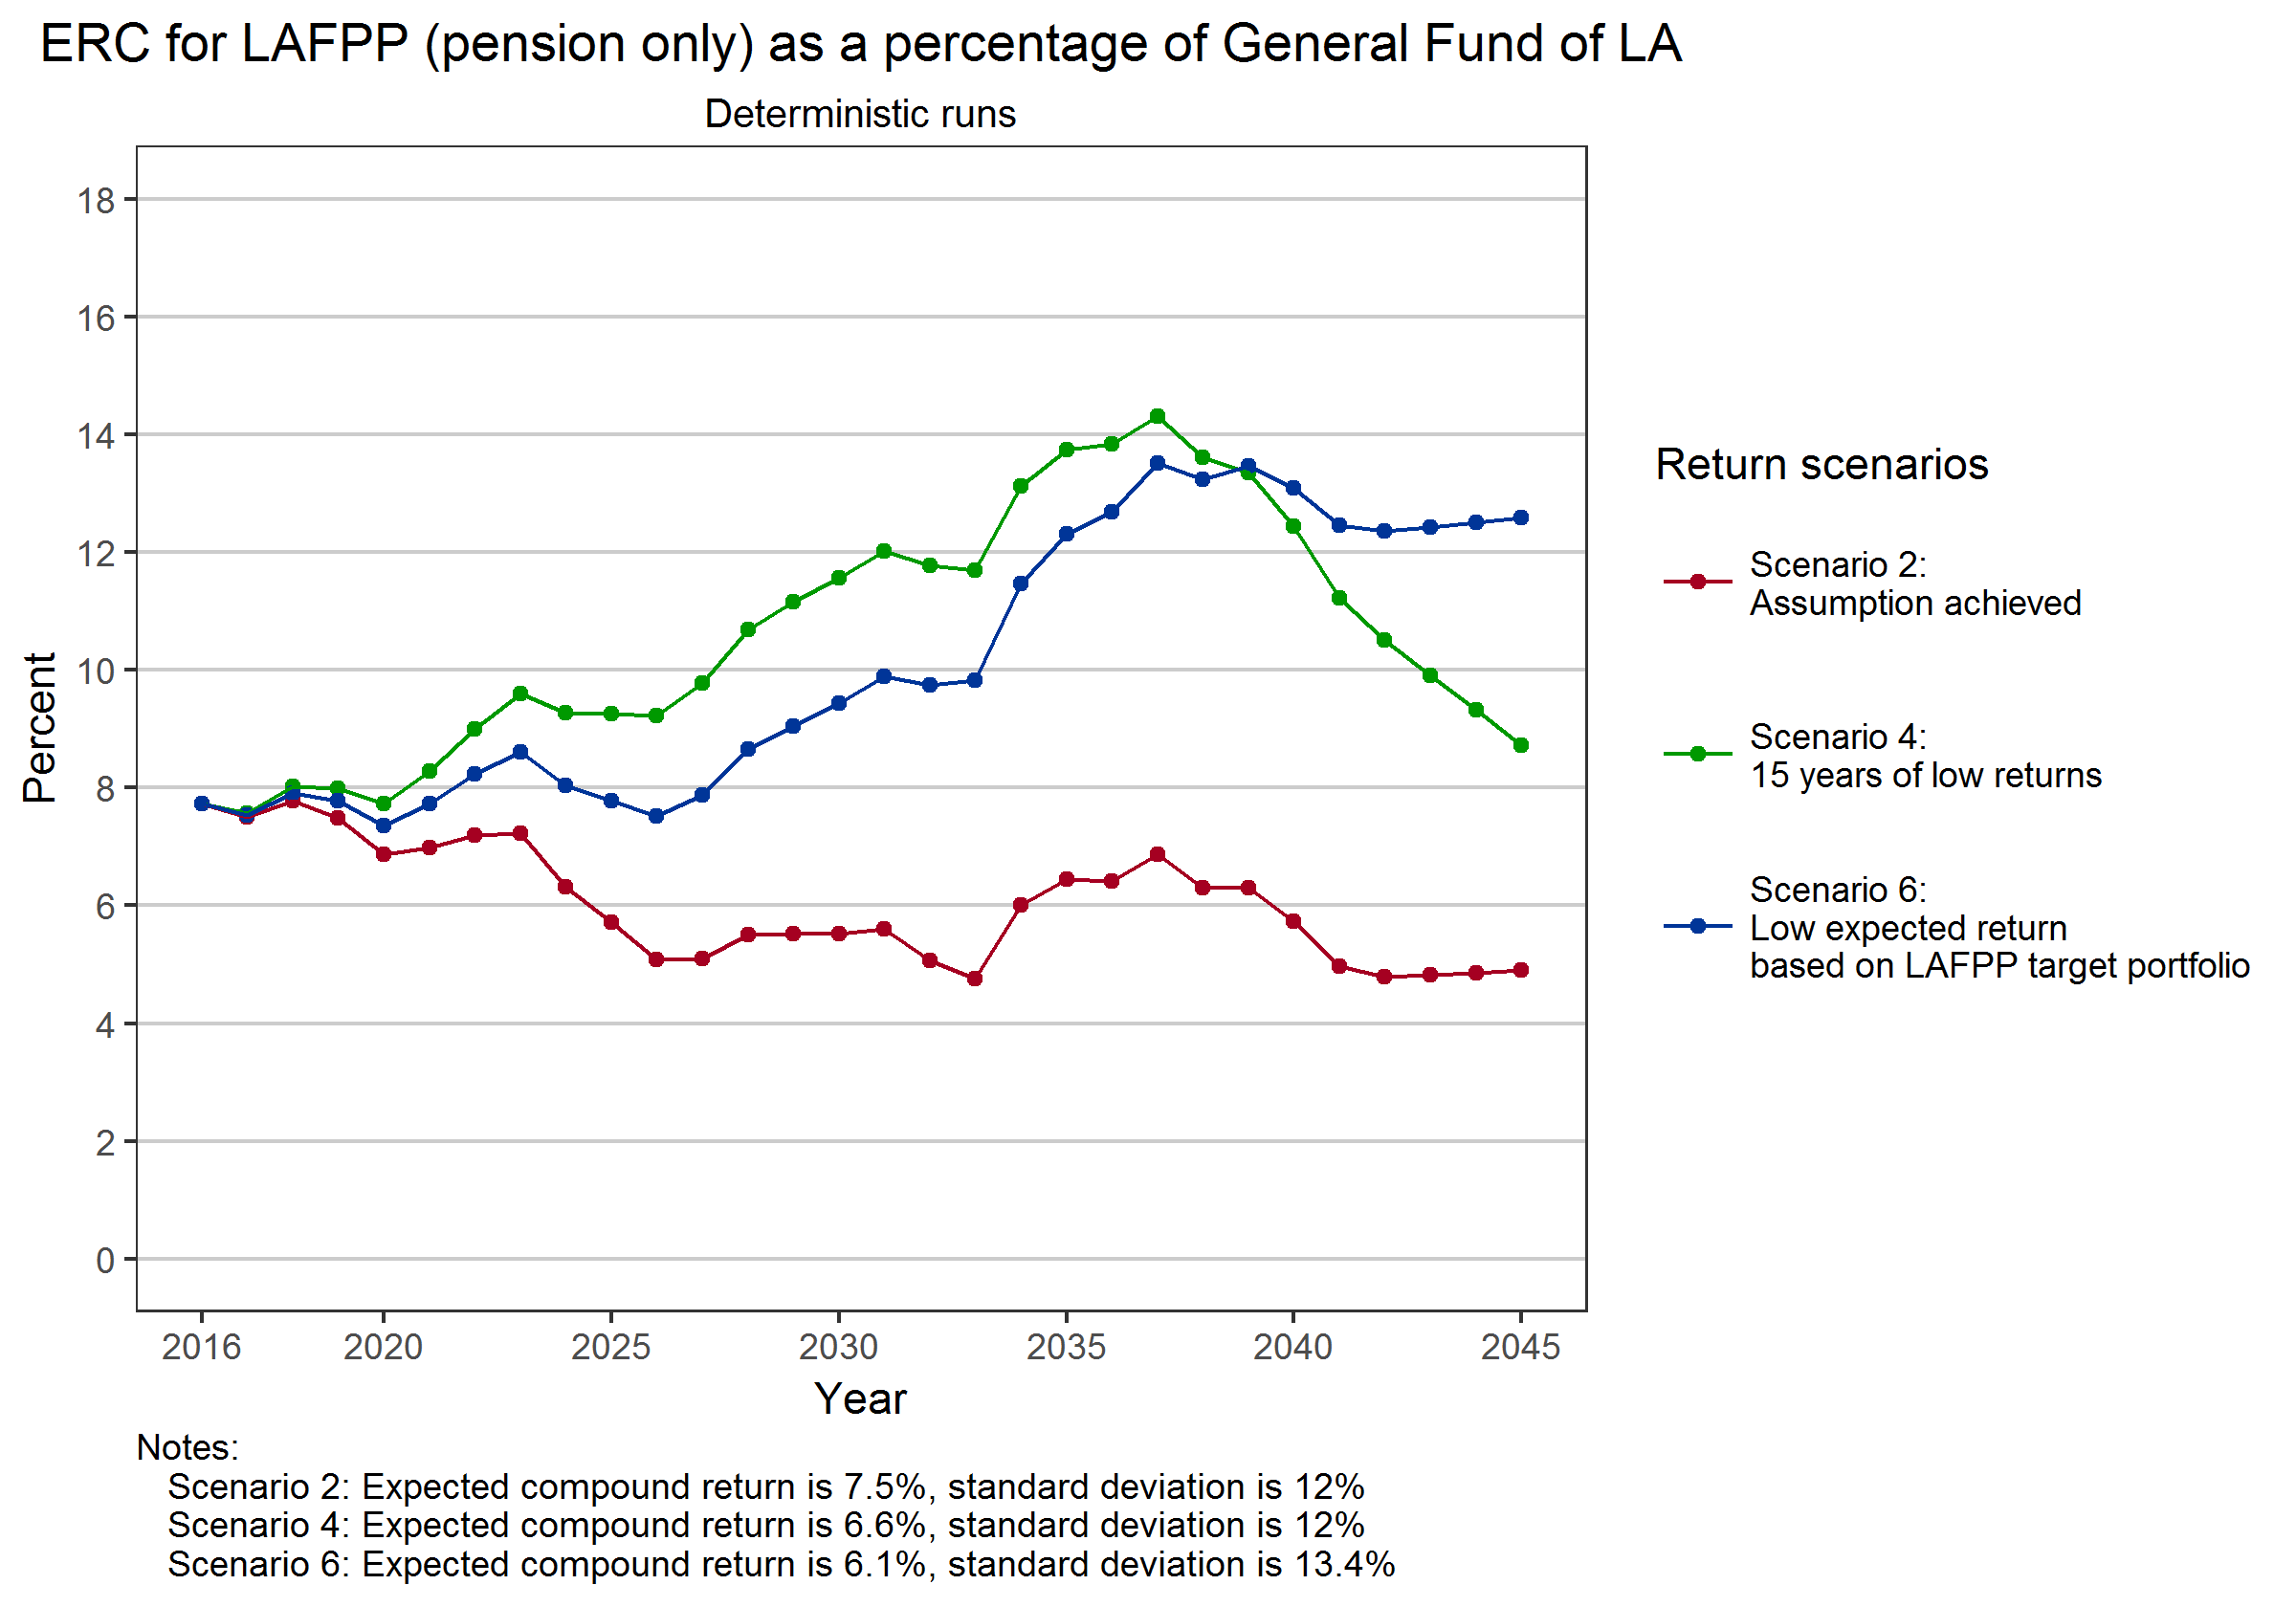 ERC for LAFPP (pension only) as a percentage of General Fund of LA
Deterministic runs
18
16
14
12
10
8
6
4
2
0
Percent
2016 2020 2025 2030 2035 2040 2045
Year
Return scenarios
Scenario 2:
Assumption achieved
Scenario 4:
15 years of low returns
Scenario 6:
Low expected return
based on LAFPP target portfolio
Notes:
Scenario 2: Expected compound return is 7.5%, standard deviation is 12%
Scenario 4: Expected compound return is 6.6%, standard deviation is 12%
Scenario 6: Expected compound return is 6.1%, standard deviation is 13.4%